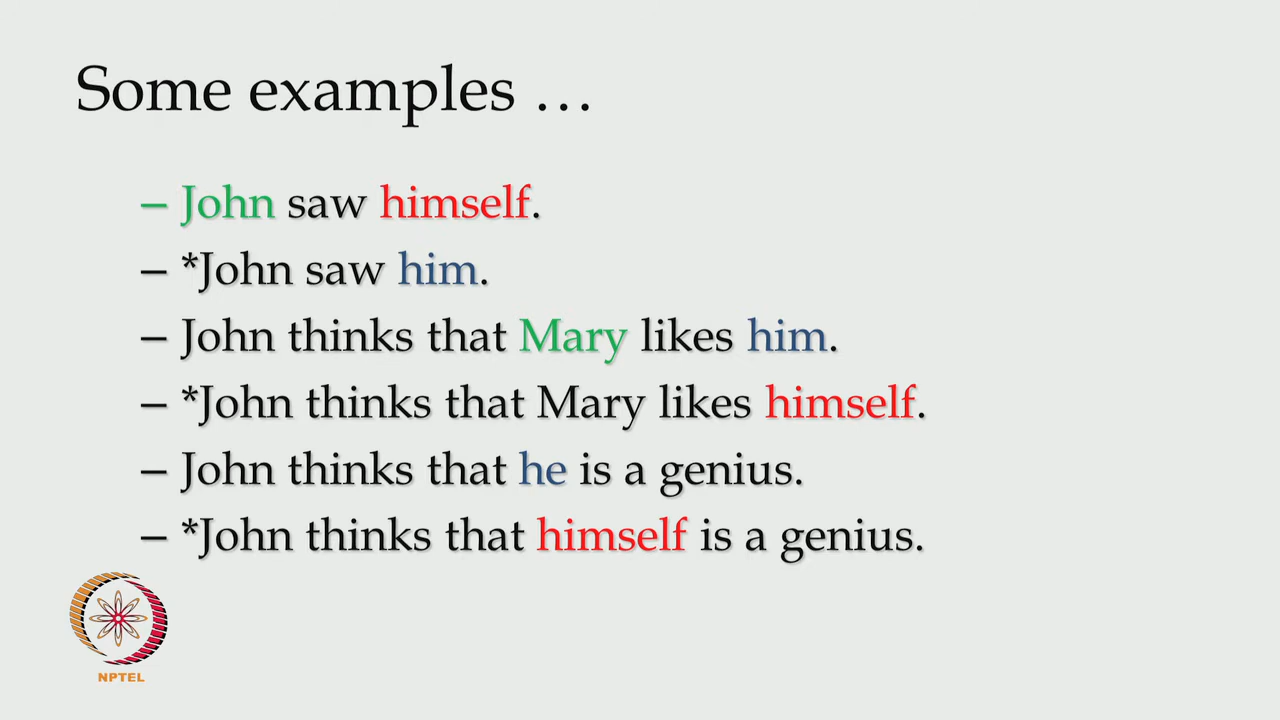 Some examples …
– John saw himself.
– *John saw him.
– John thinks that Mary likes him.
– *John thinks that Mary likes himself.
– John thinks that he is a genius.
– *John thinks that himself is a genius.
NPTEL